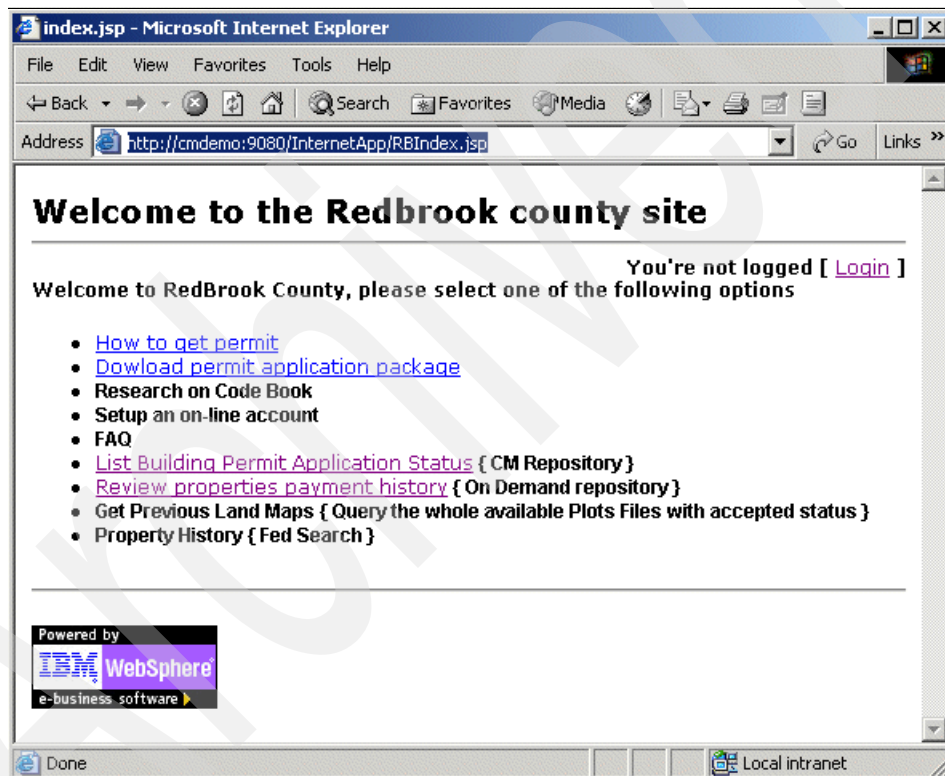 index.jsp - Microsoft Internet Explorer
File Edit View Favorites Tools Help
Back Search Favorites Media
Address http://cmdemo:9080/InternetApp/RBIndex.jsp Go Links »
Welcome to the Redbrook county site
You're not logged [ Login ]
Welcome to RedBrook County, please select one of the following options
• How to get permit
• Dowload permit application package
• Research on Code Book
• Setup an on-line account
• FAQ
• List Building Permit Application Status { CM Repository }
• Review properties payment history { On Demand repository }
• Get Previous Land Maps { Query the whole available Plots Files with accepted status }
• Property History { Fed Search }
Powered by
IBM WebSphere
e-business software
Done Local intranet